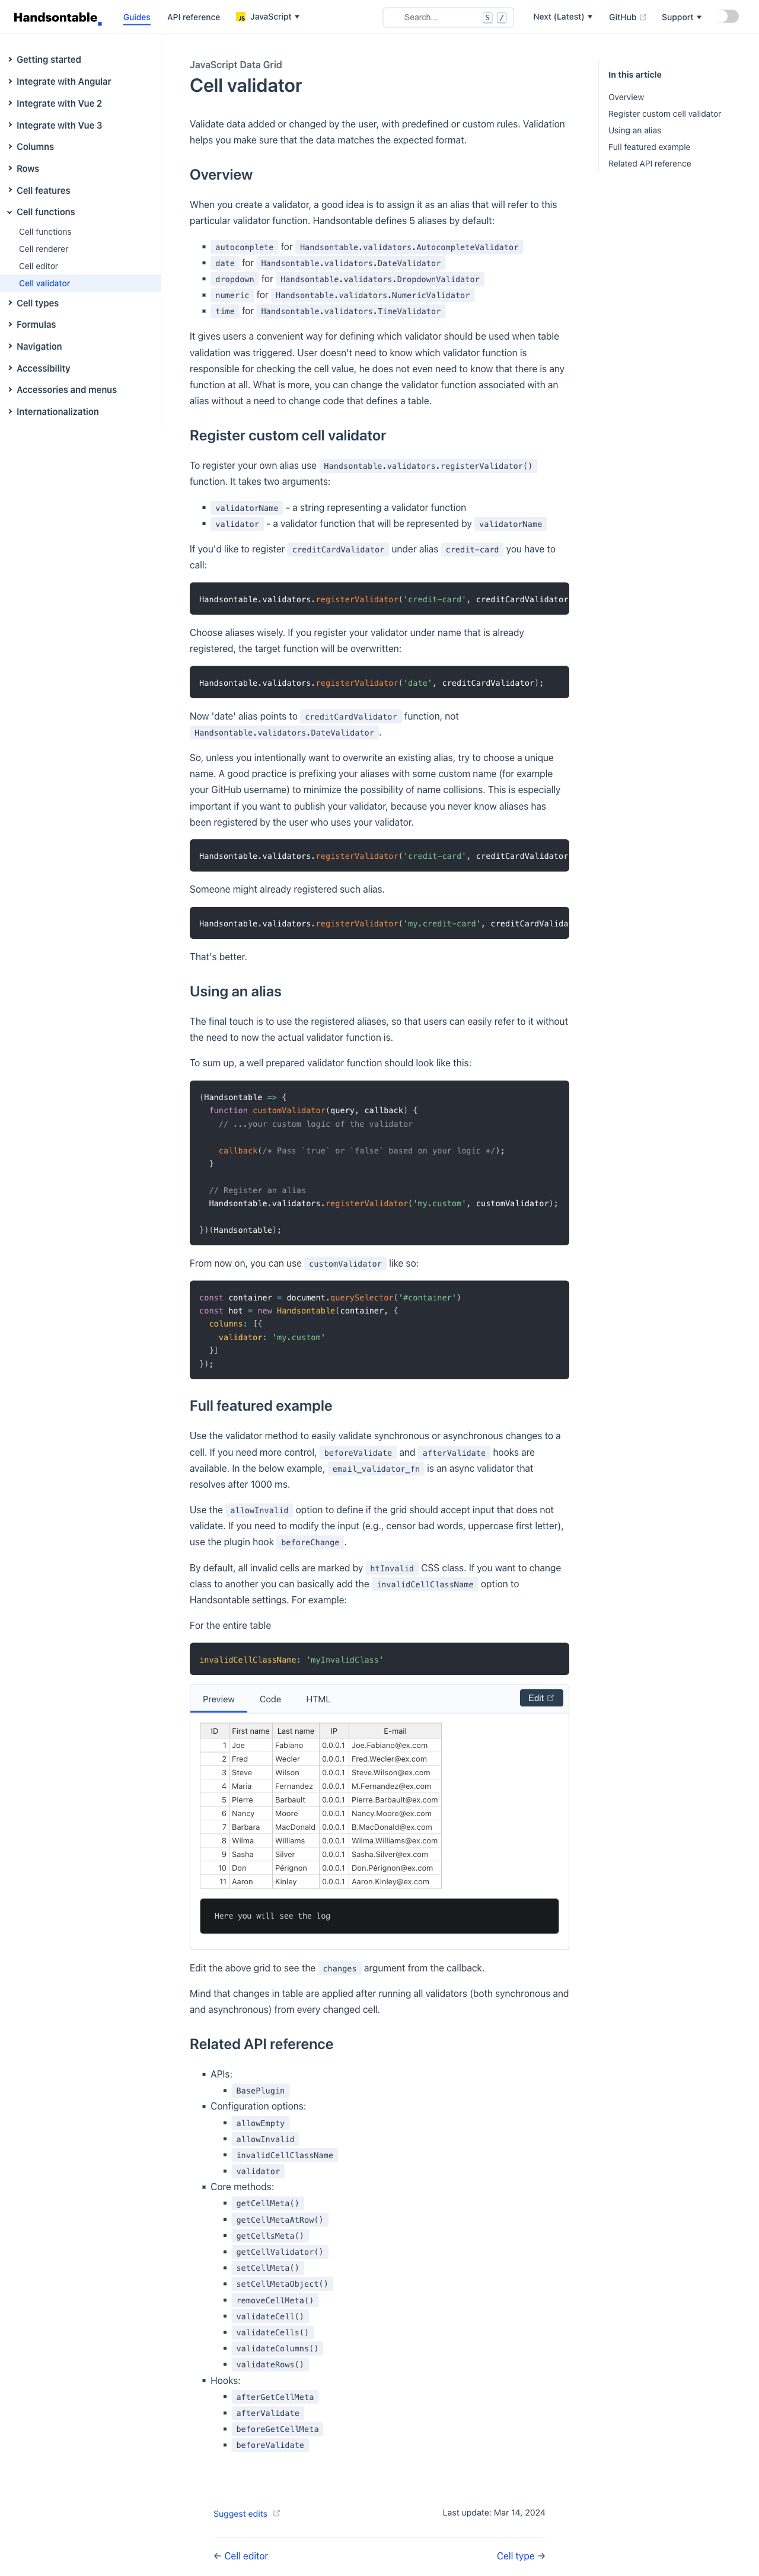 Handsontable
Guides
API reference
JS JavaScript
Search...
S /
Next (Latest)
GitHub
Support
Getting started
Integrate with Angular
Integrate with Vue 2
Integrate with Vue 3
Columns
Rows
Cell features
Cell functions
Cell functions
Cell renderer
Cell editor
Cell validator
Cell types
Formulas
Navigation
Accessibility
Accessories and menus
Internationalization
In this article
Overview
Register custom cell validator
Using an alias
Full featured example
Related API reference
JavaScript Data Grid
Cell validator
Validate data added or changed by the user, with predefined or custom rules. Validation
helps you make sure that the data matches the expected format.
Overview
When you create a validator, a good idea is to assign it as an alias that will refer to this
particular validator function. Handsontable defines 5 aliases by default:
autocomplete for Handsontable.validators.AutocompleteValidator
date for Handsontable.validators.DateValidator
dropdown for Handsontable.validators.DropdownValidator
numeric for Handsontable.validators.NumericValidator
time for Handsontable.validators.TimeValidator
It gives users a convenient way for defining which validator should be used when table
validation was triggered. User doesn't need to know which validator function is
responsible for checking the cell value, he does not even need to know that there is any
function at all. What is more, you can change the validator function associated with an
alias without a need to change code that defines a table.
Register custom cell validator
To register your own alias use Handsontable.validators.registerValidator()
function. It takes two arguments:
validatorName - a string representing a validator function
validator - a validator function that will be represented by validatorName
If you'd like to register creditCardValidator under alias credit-card you have to
call:
Handsontable.validators.registerValidator('credit-card', creditCardValidator
Choose aliases wisely. If you register your validator under name that is already
registered, the target function will be overwritten:
Handsontable.validators.registerValidator('date', creditCardValidator);
Now 'date' alias points to creditCardValidator function, not
Handsontable.validators.DateValidator .
So, unless you intentionally want to overwrite an existing alias, try to choose a unique
name. A good practice is prefixing your aliases with some custom name (for example
your GitHub username) to minimize the possibility of name collisions. This is especially
important if you want to publish your validator, because you never know aliases has
been registered by the user who uses your validator.
Handsontable.validators.registerValidator('credit-card', creditCardValidator
Someone might already registered such alias.
Handsontable.validators.registerValidator('my.credit-card', creditCardValida
That's better.
Using an alias
The final touch is to use the registered aliases, so that users can easily refer to it without
the need to now the actual validator function is.
To sum up, a well prepared validator function should look like this:
(Handsontable => {
function customValidator(query, callback) {
// ...your custom logic of the validator
callback(/* Pass `true` or `false` based on your logic */);
}
// Register an alias
Handsontable.validators.registerValidator('my.custom', customValidator);
})(Handsontable);
From now on, you can use customValidator like so:
const container = document.querySelector('#container')
const hot = new Handsontable(container, {
columns: [{
validator: 'my.custom'
}]
});
Full featured example
Use the validator method to easily validate synchronous or asynchronous changes to a
cell. If you need more control, beforeValidate and afterValidate hooks are
available. In the below example, email_validator_fn is an async validator that
resolves after 1000 ms.
Use the allowInvalid option to define if the grid should accept input that does not
validate. If you need to modify the input (e.g., censor bad words, uppercase first letter),
use the plugin hook beforeChange .
By default, all invalid cells are marked by htInvalid CSS class. If you want to change
class to another you can basically add the invalidCellClassName option to
Handsontable settings. For example:
For the entire table
invalidCellClassName: 'myInvalidClass'
Preview Code HTML Edit
ID First name Last name IP E-mail
1 Joe Fabiano 0.0.0.1 Joe.Fabiano@ex.com
2 Fred Wecler 0.0.0.1 Fred.Wecler@ex.com
3 Steve Wilson 0.0.0.1 Steve.Wilson@ex.com
4 Maria Fernandez 0.0.0.1 M.Fernandez@ex.com
5 Pierre Barbault 0.0.0.1 Pierre.Barbault@ex.com
6 Nancy Moore 0.0.0.1 Nancy.Moore@ex.com
7 Barbara MacDonald 0.0.0.1 B.MacDonald@ex.com
8 Wilma Williams 0.0.0.1 Wilma.Williams@ex.com
9 Sasha Silver 0.0.0.1 Sasha.Silver@ex.com
10 Don Pérignon 0.0.0.1 Don.Pérignon@ex.com
11 Aaron Kinley 0.0.0.1 Aaron.Kinley@ex.com
Here you will see the log
Edit the above grid to see the changes argument from the callback.
Mind that changes in table are applied after running all validators (both synchronous and
and asynchronous) from every changed cell.
Related API reference
APIs:
BasePlugin
Configuration options:
allowEmpty
allowInvalid
invalidCellClassName
validator
Core methods:
getCellMeta()
getCellMetaAtRow()
getCellsMeta()
getCellValidator()
setCellMeta()
setCellMetaObject()
removeCellMeta()
validateCell()
validateCells()
validateColumns()
validateRows()
Hooks:
afterGetCellMeta
afterValidate
beforeGetCellMeta
beforeValidate
Suggest edits
Last update: Mar 14, 2024
← Cell editor
Cell type →